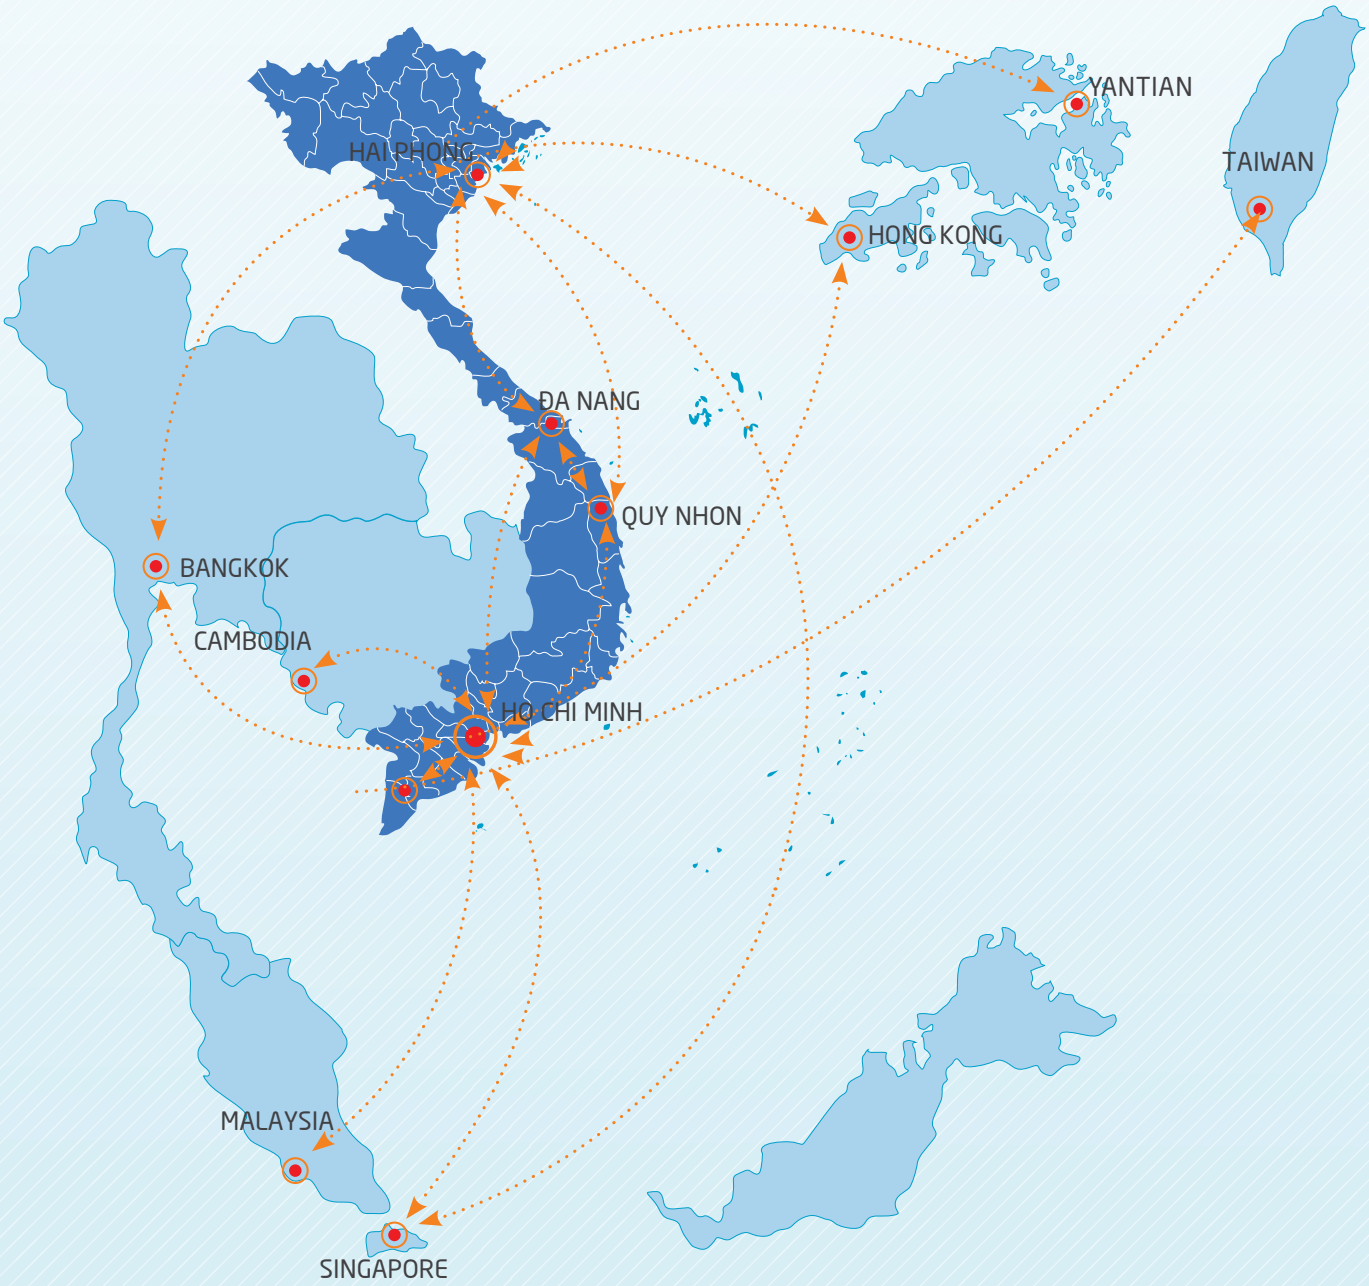 YANTIAN
HAI PHONG
TAIWAN
HONG KONG
ĐA NANG
QUY NHON
BANGKOK
CAMBODIA
HO CHI MINH
MALAYSIA
SINGAPORE